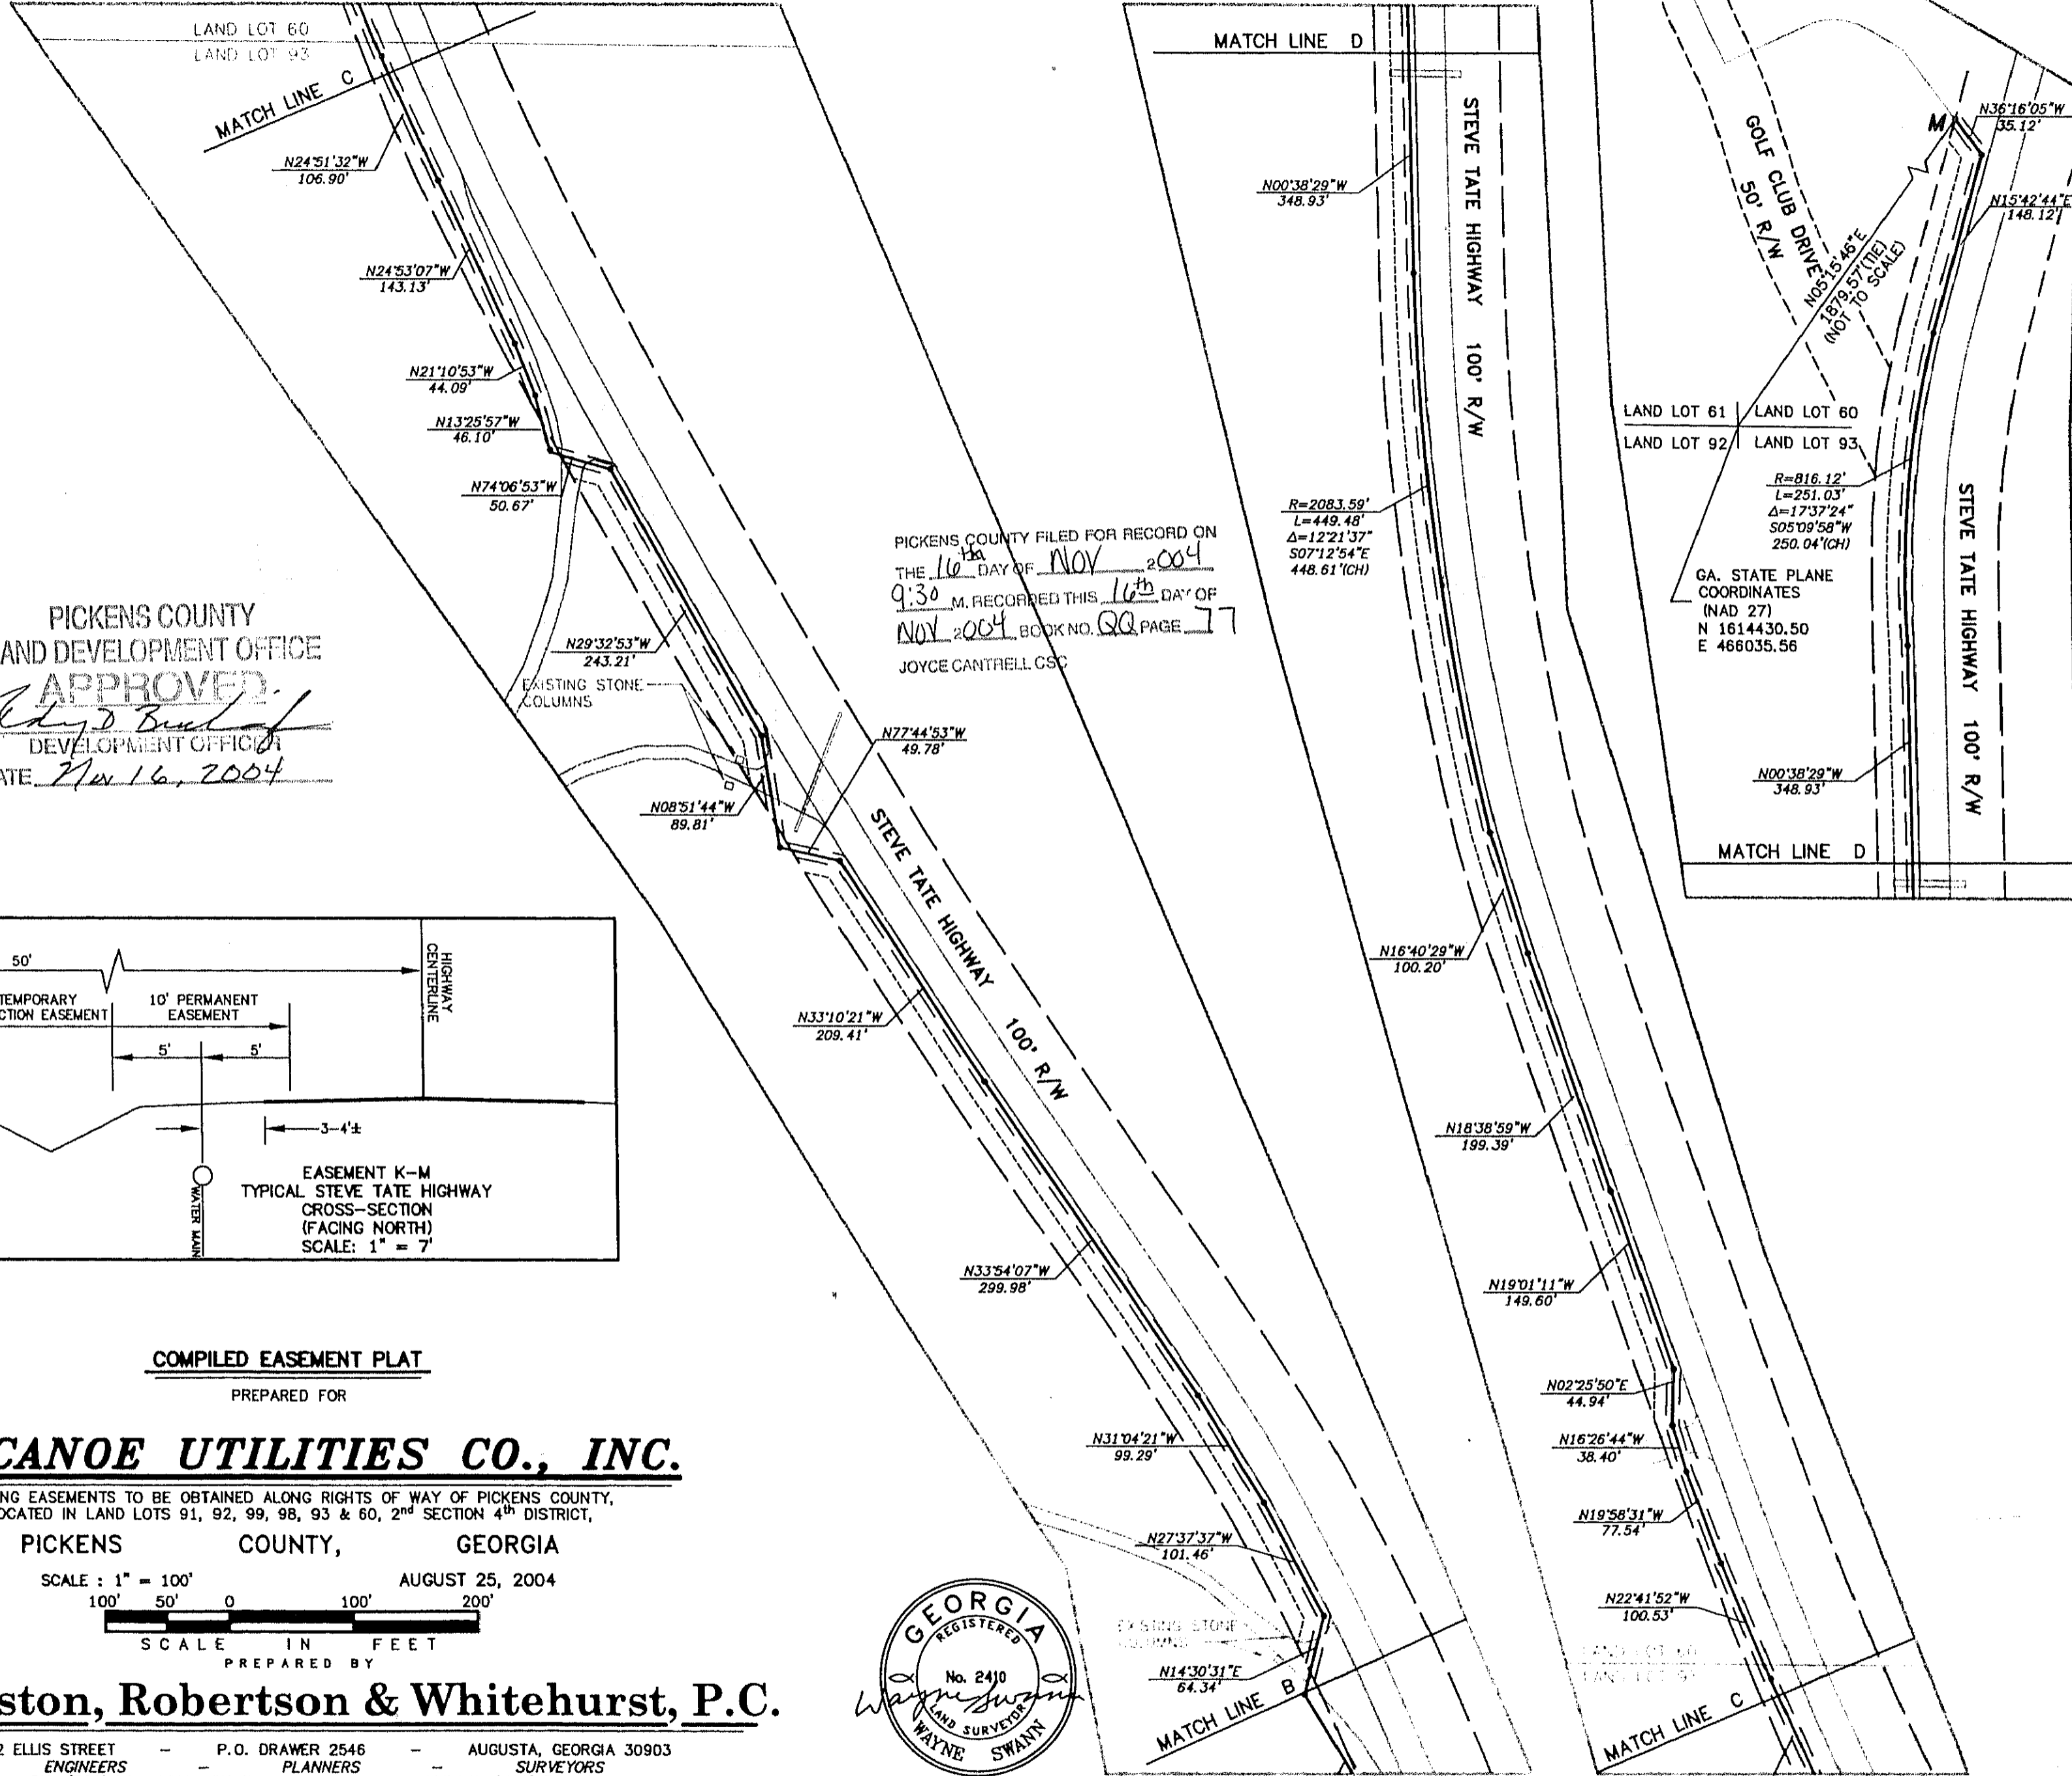 LAND LOT 60
LAND LOT 93
MATCH LINE C
N24°51'32"W
106.90'
N24°53'07"W
143.13'
N21°10'53"W
44.09'
N13°25'57"W
46.10'
N74°06'53"W
50.67'
N29°32'53"W
243.21'
EXISTING STONE
COLUMNS
N77°44'53"W
49.78'
N08°51'44"W
89.81'
STEVE TATE HIGHWAY 100' R/W
N33°10'21"W
209.41'
N33°54'07"W
299.98'
N31°04'21"W
99.29'
N27°37'37"W
101.46'
EXISTING STONE
COLUMNS
N14°30'31"E
64.34'
MATCH LINE B
PICKENS COUNTY FILED FOR RECORD ON
THE 16th DAY OF NOV 2004
9:30 M. RECORDED THIS 16th DAY OF
NOV 2004 BOOK NO. QQ PAGE 77
JOYCE CANTRELL CSC
MATCH LINE D
STEVE TATE HIGHWAY 100' R/W
N00°38'29"W
348.93'
R=2083.59'
L=449.48'
Δ=12°21'37"
S07°12'54"E
448.61'(CH)
N16°40'29"W
100.20'
N18°38'59"W
199.39'
N19°01'11"W
149.60'
N02°25'50"E
44.94'
N16°26'44"W
38.40'
N19°58'31"W
77.54'
N22°41'52"W
100.53'
LAND LOT 60
MATCH LINE C
GOLF CLUB DRIVE
50' R/W
M
N36°16'05"W
35.12'
N15°42'44"E
148.12'
N05°15'46"E
1879.57'(TIE)
(NOT TO SCALE)
LAND LOT 61 LAND LOT 60
LAND LOT 92 LAND LOT 93
R=816.12'
L=251.03'
Δ=17°37'24"
S05°09'58"W
250.04'(CH)
GA. STATE PLANE
COORDINATES
(NAD 27)
N 1614430.50
E 466035.56
STEVE TATE HIGHWAY 100' R/W
N00°38'29"W
348.93'
MATCH LINE D
PICKENS COUNTY
AND DEVELOPMENT OFFICE
APPROVED
DEVELOPMENT OFFICER
ATE Nov 16, 2004
50'
HIGHWAY
CENTERLINE
TEMPORARY
CTION EASEMENT
10' PERMANENT
EASEMENT
5' 5'
3-4'±
WATER MAIN
EASEMENT K-M
TYPICAL STEVE TATE HIGHWAY
CROSS-SECTION
(FACING NORTH)
SCALE: 1" = 7'
COMPILED EASEMENT PLAT
PREPARED FOR
CANOE UTILITIES CO., INC.
NG EASEMENTS TO BE OBTAINED ALONG RIGHTS OF WAY OF PICKENS COUNTY,
OCATED IN LAND LOTS 91, 92, 99, 98, 93 & 60, 2nd SECTION 4th DISTRICT,
PICKENS COUNTY, GEORGIA
SCALE : 1" = 100' AUGUST 25, 2004
100' 50' 0 100' 200'
SCALE IN FEET
PREPARED BY
ston, Robertson & Whitehurst, P.C.
2 ELLIS STREET - P.O. DRAWER 2546 - AUGUSTA, GEORGIA 30903
ENGINEERS - PLANNERS - SURVEYORS
GEORGIA
REGISTERED
No. 2410
Wayne Swann
LAND SURVEYOR
WAYNE SWANN